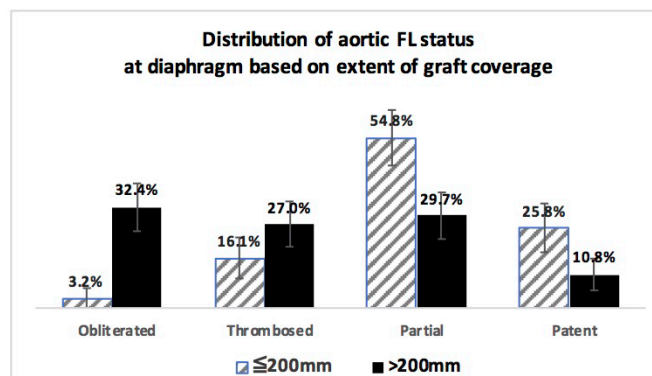 Distribution of aortic FL status
at diaphragm based on extent of graft coverage
54.8%
32.4%
29.7%
27.0%
25.8%
16.1%
10.8%
3.2%
Obliterated Thrombosed Partial Patent
≦200mm >200mm